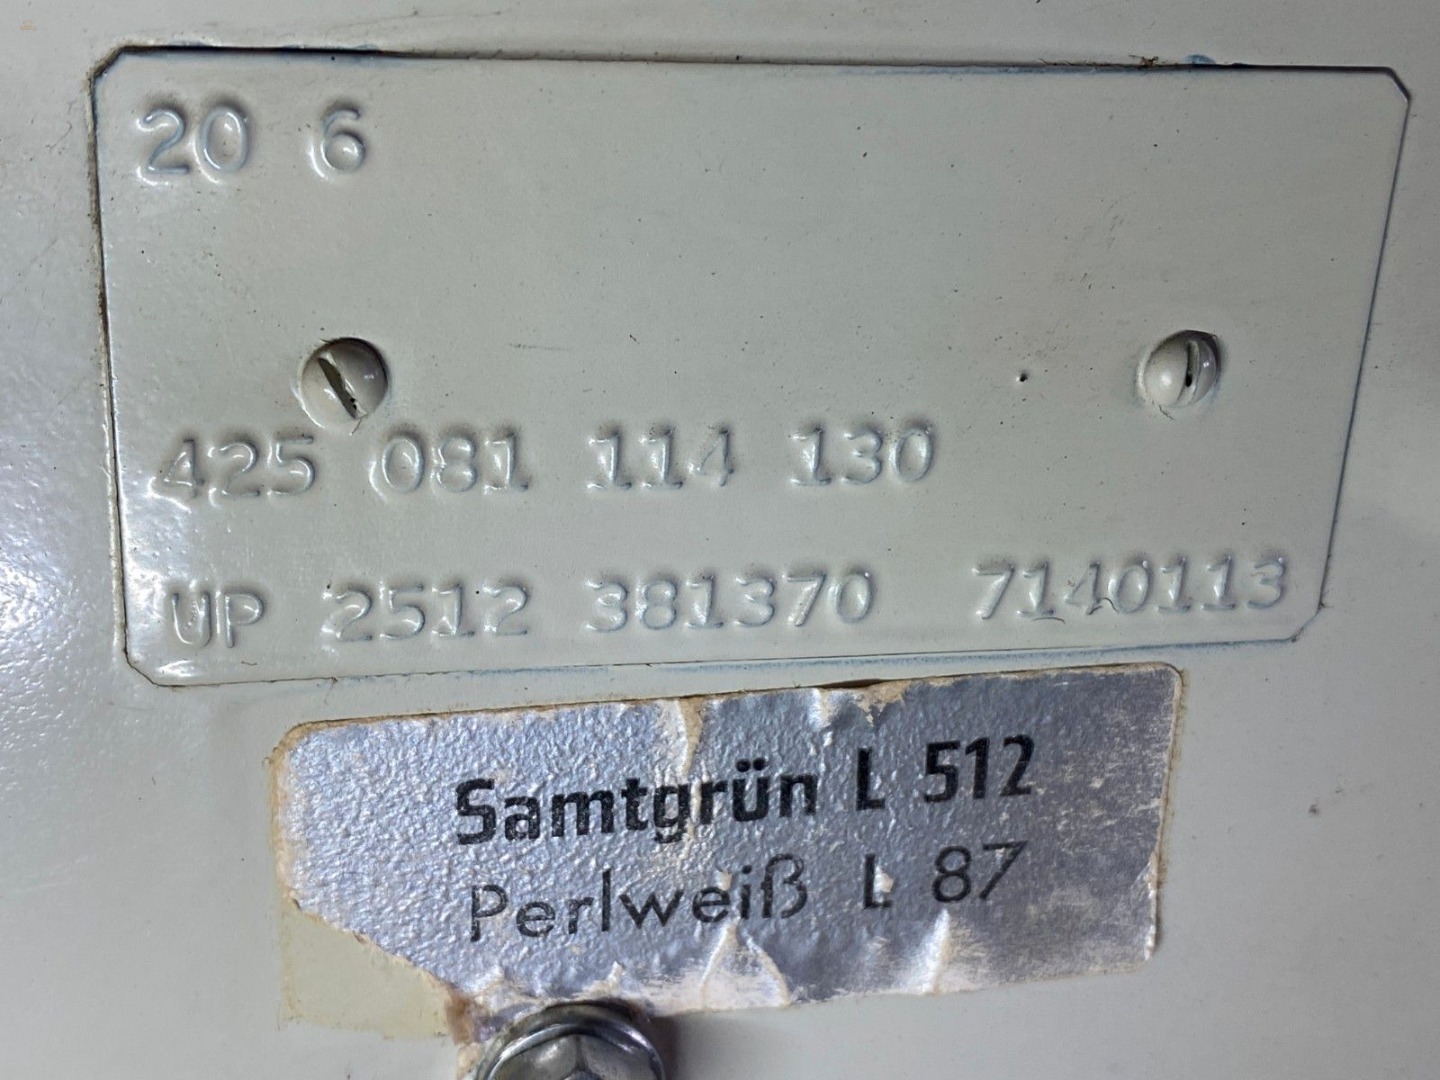 20 6
425 081 114 130
UP 2512 381370 7140113
Samtgrün L 512
Perlweiß L 87